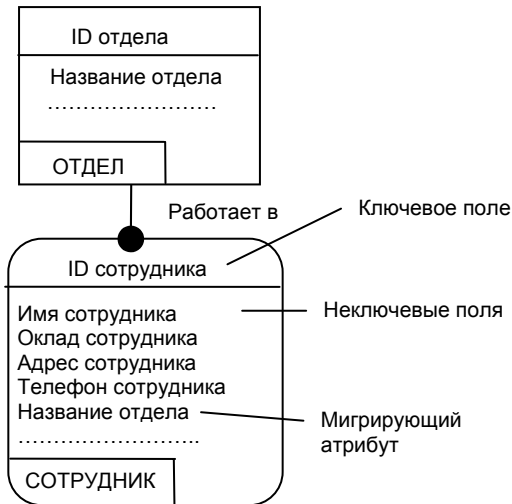 ID отдела
Название отдела
……………………
ОТДЕЛ
Работает в
Ключевое поле
ID сотрудника
Имя сотрудника
Неключевые поля
Оклад сотрудника
Адрес сотрудника
Телефон сотрудника
Название отдела
Мигрирующий
атрибут
……………………..
СОТРУДНИК